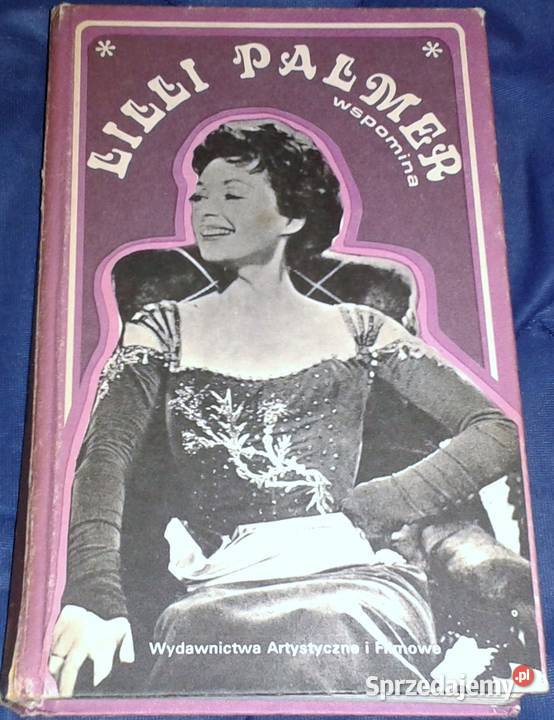 * LILLI PALMER *
wspomina
Wydawnictwa Artystyczne i Filmowe
Sprzedajemy.pl